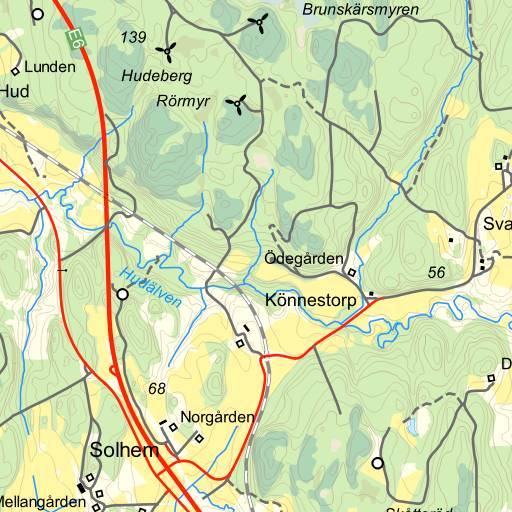 Brunskärsmyren
139
E6
Lunden
Hudeberg
Hud
Rörmyr
Sva
Ödegården
56
Hudälven
Könnestorp
D
68
Norgården
Solhem
Mellangården